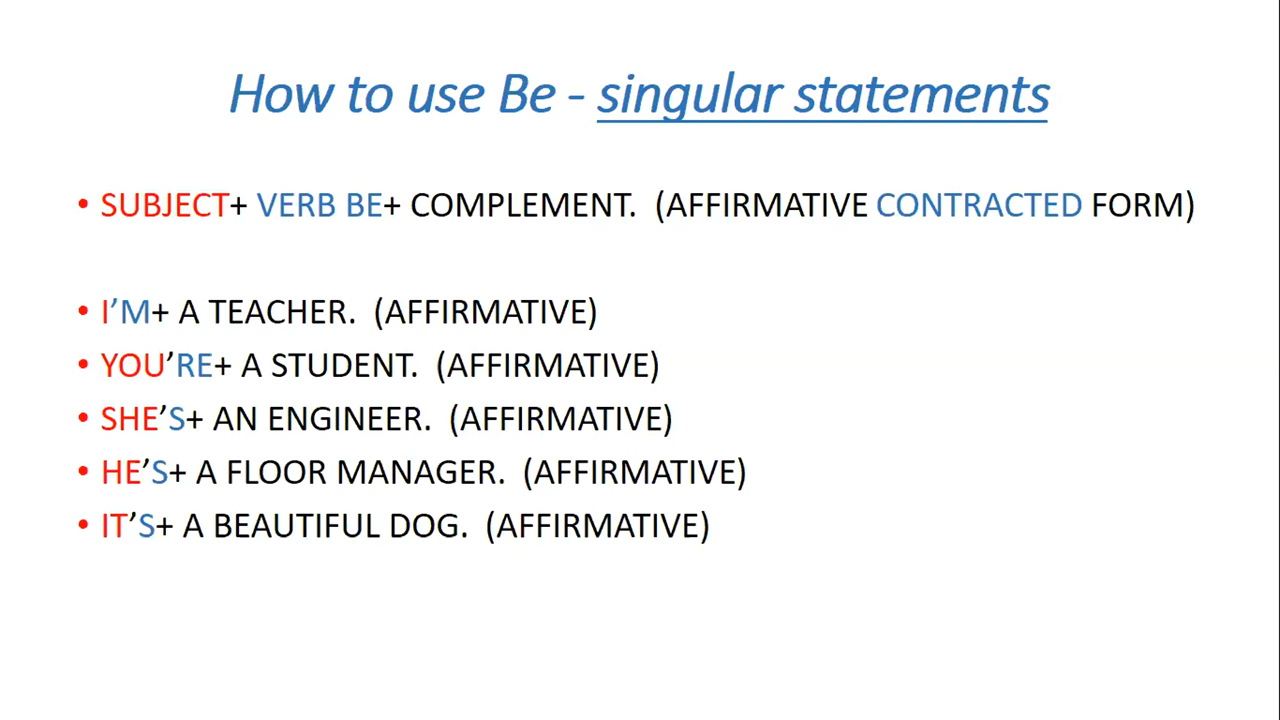 How to use Be - singular statements
• SUBJECT+ VERB BE+ COMPLEMENT.  (AFFIRMATIVE CONTRACTED FORM)
• I’M+ A TEACHER.  (AFFIRMATIVE)
• YOU’RE+ A STUDENT.  (AFFIRMATIVE)
• SHE’S+ AN ENGINEER.  (AFFIRMATIVE)
• HE’S+ A FLOOR MANAGER.  (AFFIRMATIVE)
• IT’S+ A BEAUTIFUL DOG.  (AFFIRMATIVE)